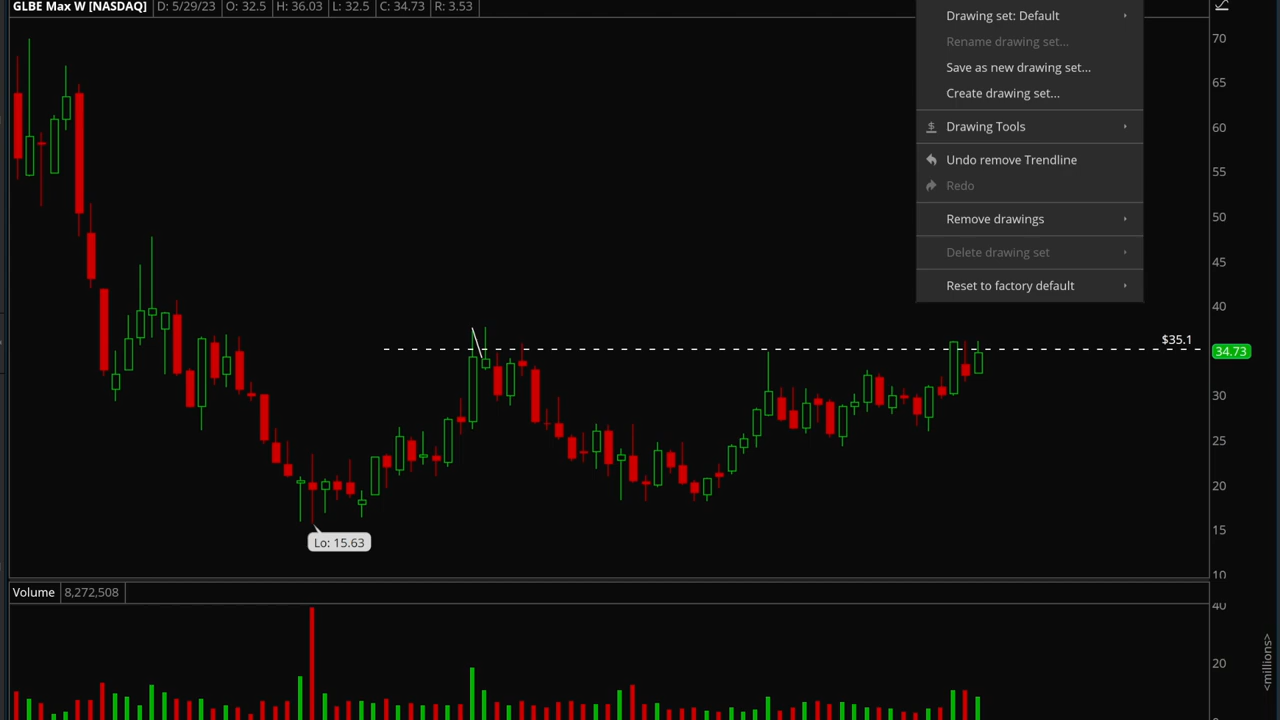 GLBE Max W [NASDAQ] D: 5/29/23 O: 32.5 H: 36.03 L: 32.5 C: 34.73 R: 3.53
Drawing set: Default
Rename drawing set...
Save as new drawing set...
Create drawing set...
Drawing Tools
Undo remove Trendline
Redo
Remove drawings
Delete drawing set
Reset to factory default
70
65
60
55
50
45
40
$35.1
34.73
30
25
20
15
10
Lo: 15.63
Volume 8,272,508
40
20
<millions>